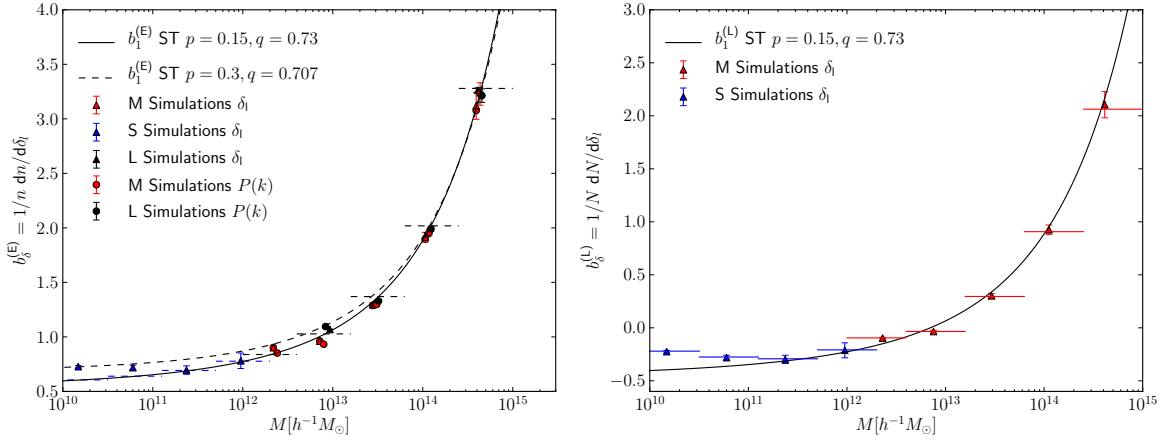 b₁^(E) ST p = 0.15, q = 0.73
b₁^(E) ST p = 0.3, q = 0.707
M Simulations δ_l
S Simulations δ_l
L Simulations δ_l
M Simulations P(k)
L Simulations P(k)
b_δ^(E) = 1/n dn/dδ_l
4.0
3.5
3.0
2.5
2.0
1.5
1.0
0.5
10^10 10^11 10^12 10^13 10^14 10^15
M[h^−1 M_⊙]
b₁^(L) ST p = 0.15, q = 0.73
M Simulations δ_l
S Simulations δ_l
b_δ^(L) = 1/N dN/dδ_l
3.0
2.5
2.0
1.5
1.0
0.5
0.0
−0.5
10^10 10^11 10^12 10^13 10^14 10^15
M[h^−1 M_⊙]